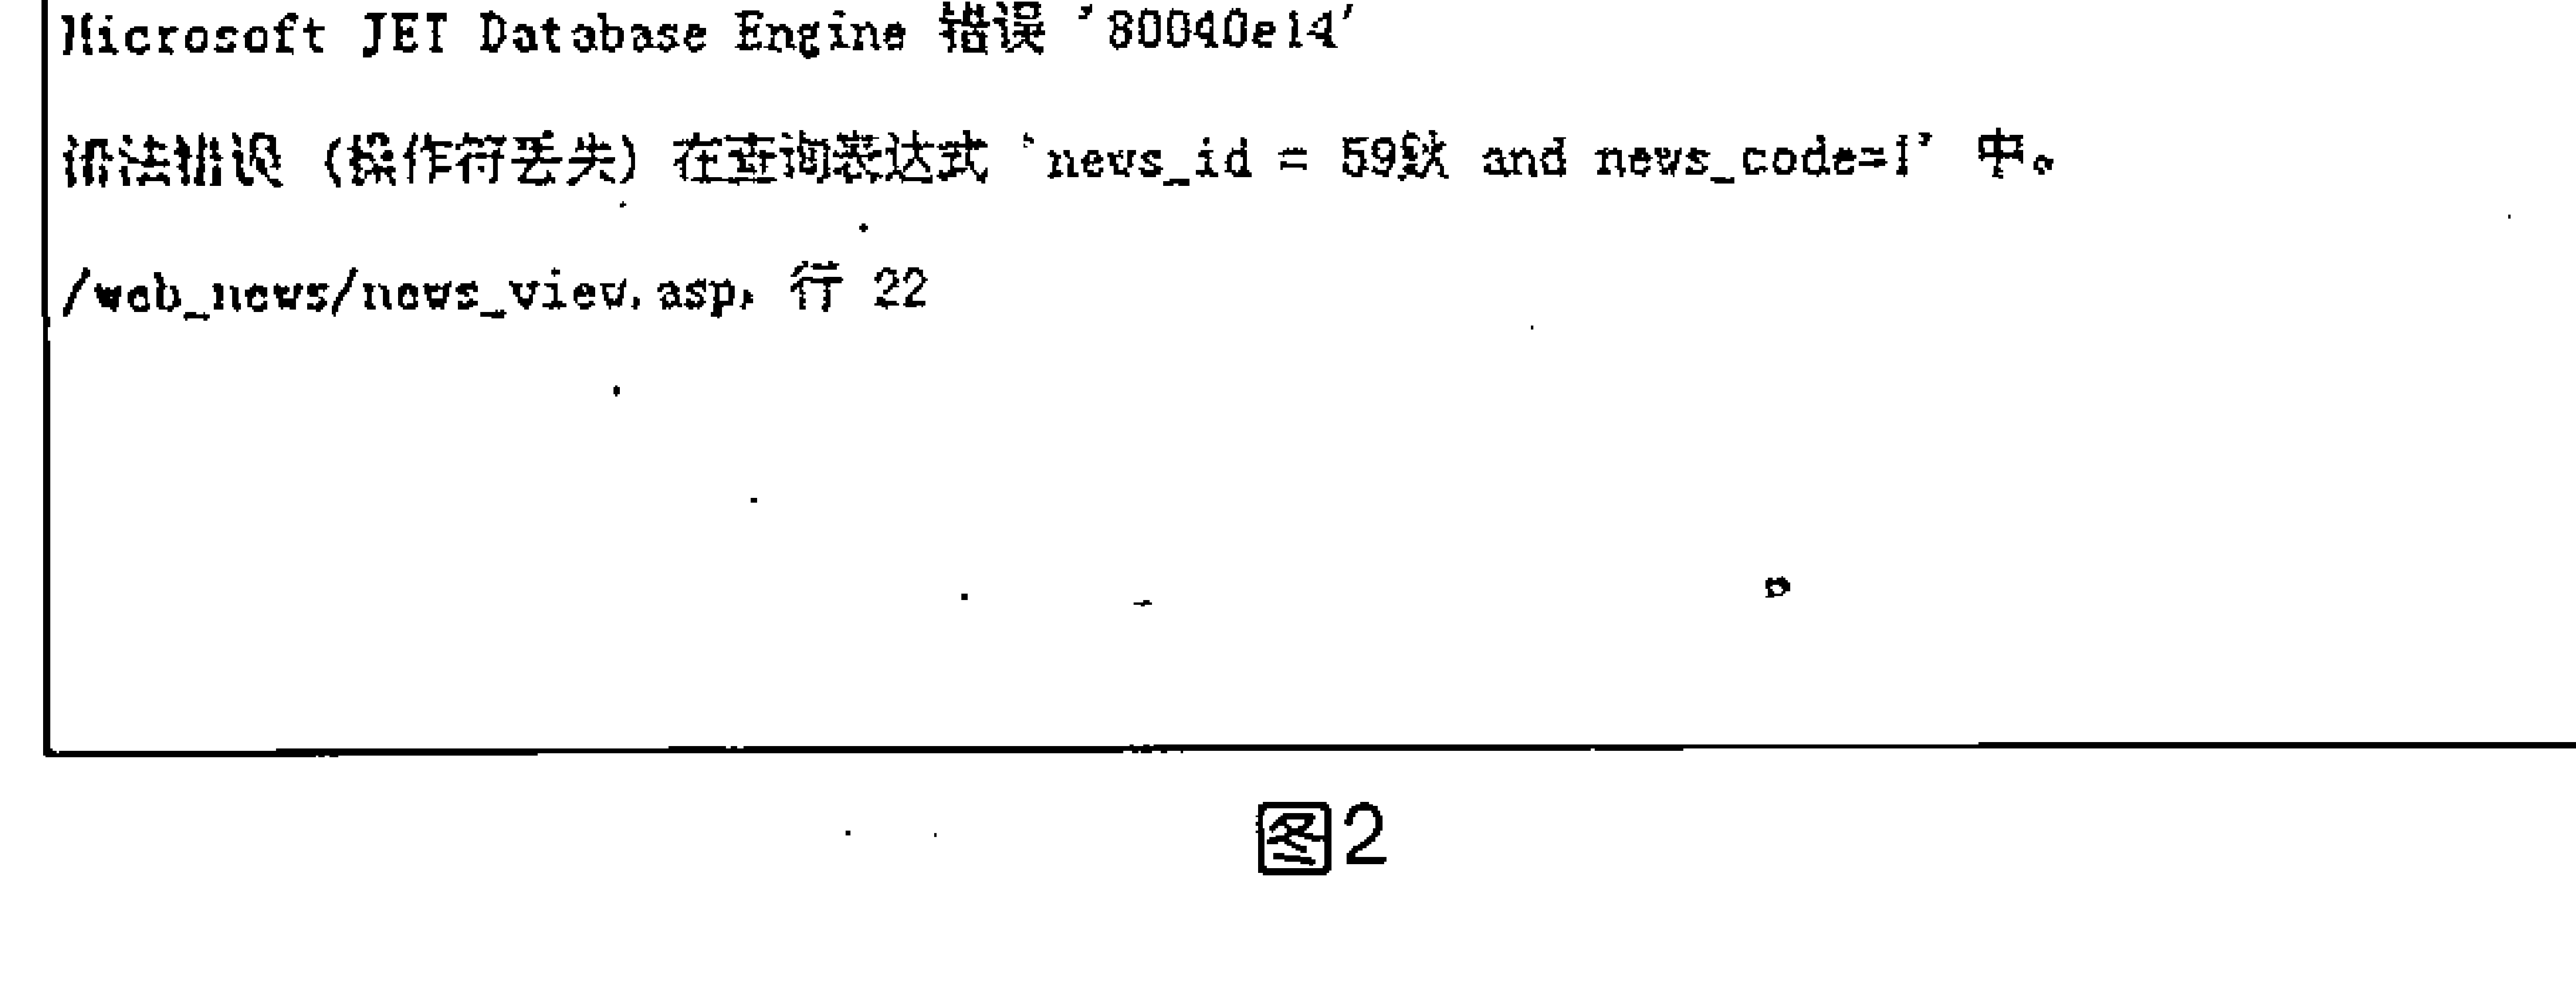 Microsoft JET Database Engine 错误 '80040e14'
语法错误 (操作符丢失) 在查询表达式 'news_id = 59 and news_code=1' 中。
/web_news/news_view.asp, 行 22
图2